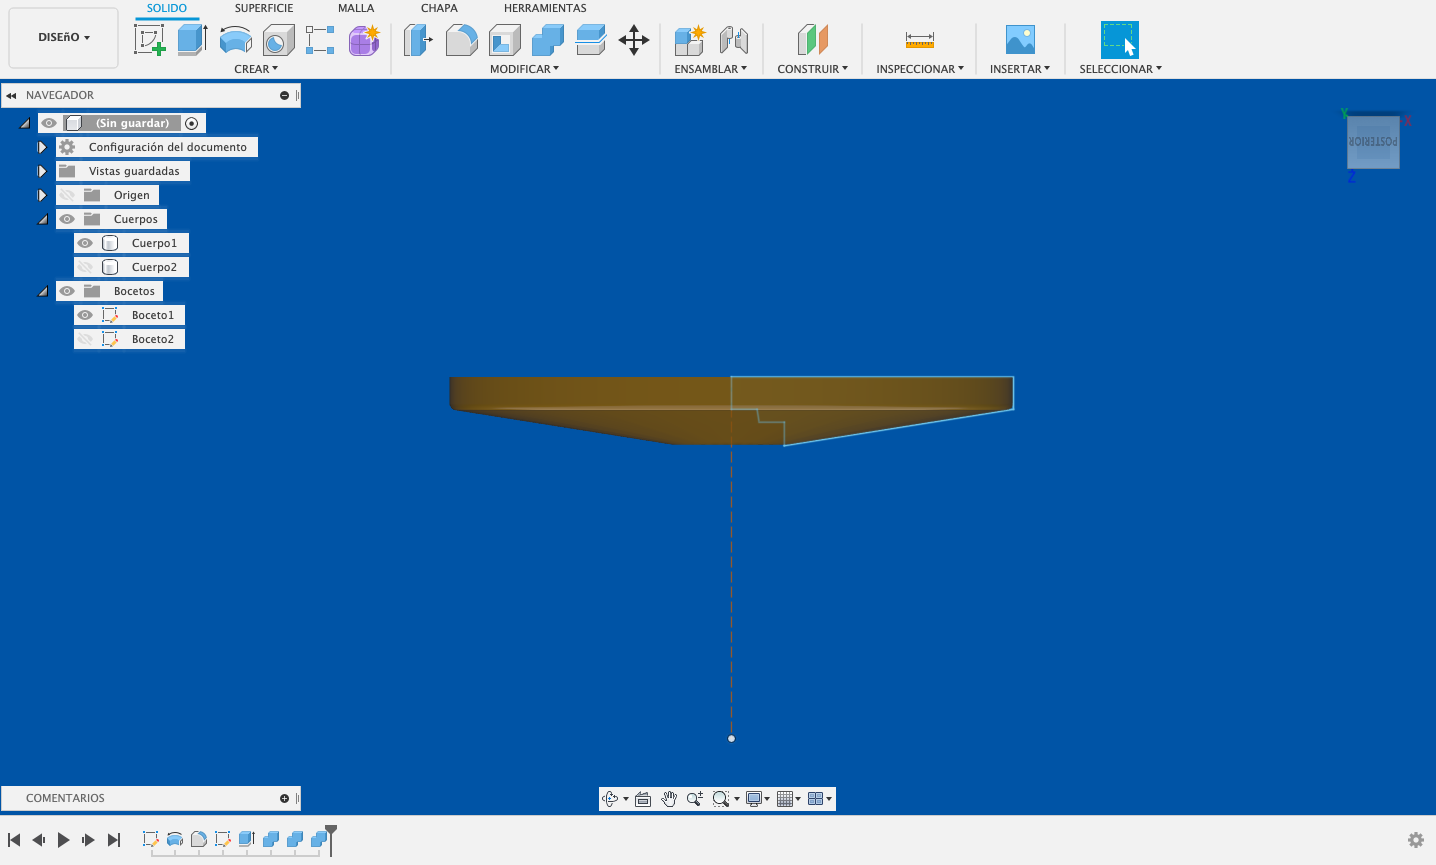 SOLIDO SUPERFICIE MALLA CHAPA HERRAMIENTAS
DISEñO
CREAR MODIFICAR ENSAMBLAR CONSTRUIR INSPECCIONAR INSERTAR SELECCIONAR
NAVEGADOR
(Sin guardar)
Configuración del documento
Vistas guardadas
Origen
Cuerpos
Cuerpo1
Cuerpo2
Bocetos
Boceto1
Boceto2
Y
X
POSTERIOR
Z
COMENTARIOS